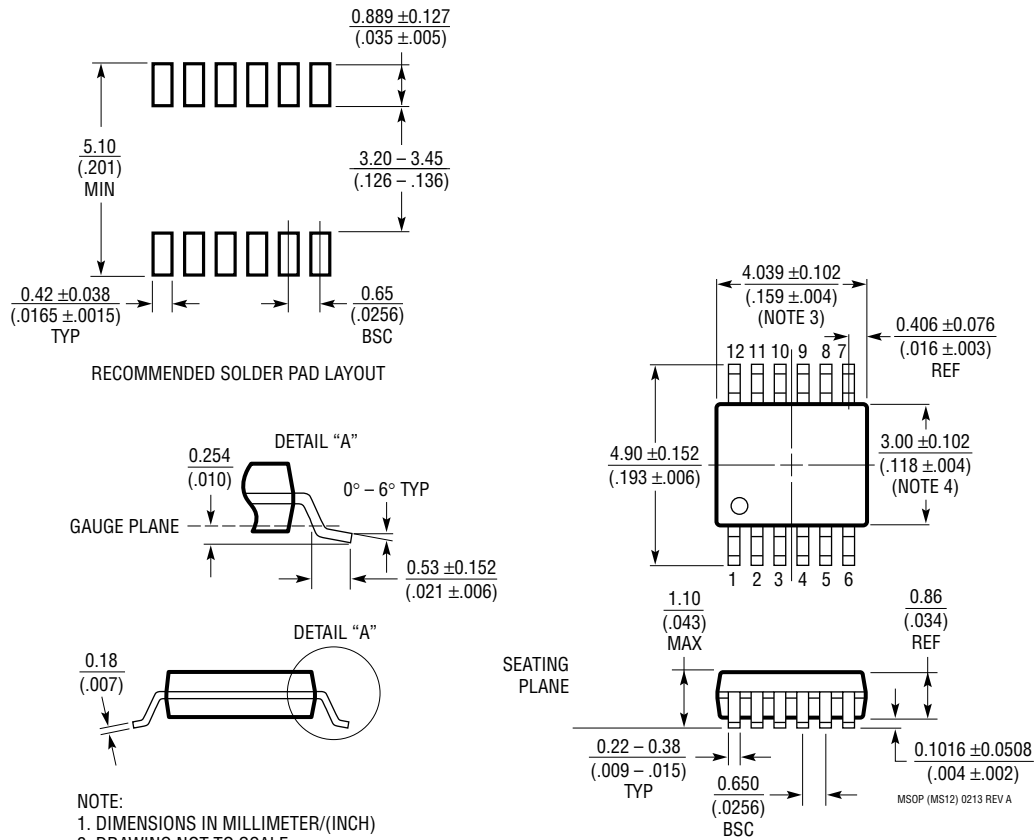 0.889 ±0.127
(.035 ±.005)
5.10
(.201)
MIN
3.20 – 3.45
(.126 – .136)
0.42 ±0.038
(.0165 ±.0015)
TYP
0.65
(.0256)
BSC
RECOMMENDED SOLDER PAD LAYOUT
4.039 ±0.102
(.159 ±.004)
(NOTE 3)
0.406 ±0.076
(.016 ±.003)
REF
12 11 10 9 8 7
4.90 ±0.152
(.193 ±.006)
3.00 ±0.102
(.118 ±.004)
(NOTE 4)
1 2 3 4 5 6
DETAIL “A”
0.254
(.010)
0° – 6° TYP
GAUGE PLANE
0.53 ±0.152
(.021 ±.006)
DETAIL “A”
0.18
(.007)
1.10
(.043)
MAX
0.86
(.034)
REF
SEATING
PLANE
0.22 – 0.38
(.009 – .015)
TYP
0.650
(.0256)
BSC
0.1016 ±0.0508
(.004 ±.002)
MSOP (MS12) 0213 REV A
NOTE:
1. DIMENSIONS IN MILLIMETER/(INCH)
2. DRAWING NOT TO SCALE